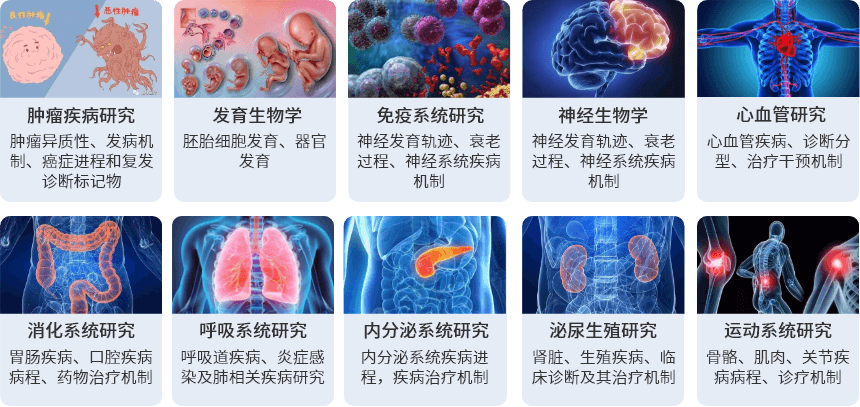 良性肿瘤
恶性肿瘤
肿瘤疾病研究
肿瘤异质性、发病机
制、癌症进程和复发
诊断标记物
发育生物学
胚胎细胞发育、器官
发育
免疫系统研究
神经发育轨迹、衰老
过程、神经系统疾病
机制
神经生物学
神经发育轨迹、衰老
过程、神经系统疾病
机制
心血管研究
心血管疾病、诊断分
型、治疗干预机制
消化系统研究
胃肠疾病、口腔疾病
病程、药物治疗机制
呼吸系统研究
呼吸道疾病、炎症感
染及肺相关疾病研究
内分泌系统研究
内分泌系统疾病进
程，疾病治疗机制
泌尿生殖研究
肾脏、生殖疾病、临
床诊断及其治疗机制
运动系统研究
骨骼、肌肉、关节疾
病病程、诊疗机制